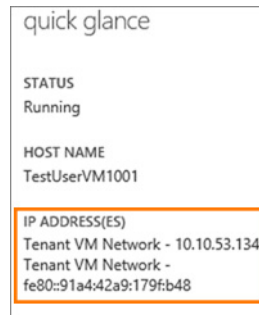 quick glance
STATUS
Running
HOST NAME
TestUserVM1001
IP ADDRESS(ES)
Tenant VM Network - 10.10.53.134
Tenant VM Network -
fe80::91a4:42a9:179f:b48